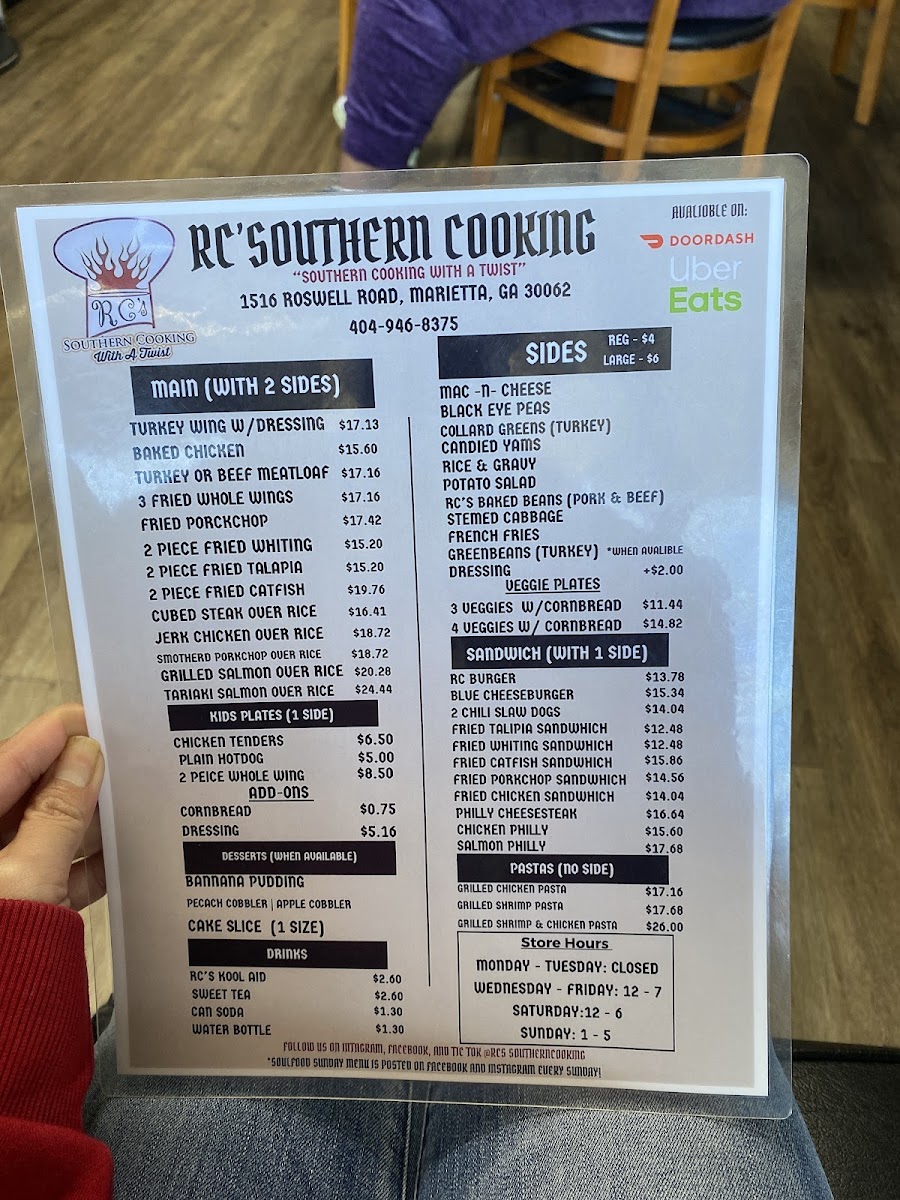 RC'SOUTHERN COOKING
"SOUTHERN COOKING WITH A TWIST"
1516 ROSWELL ROAD, MARIETTA, GA 30062
404-946-8375
RC's
SOUTHERN COOKING
With A Twist
AVALIOBLE ON:
DOORDASH
Uber
Eats
MAIN (WITH 2 SIDES)
TURKEY WING W/DRESSING $17.13
BAKED CHICKEN $15.60
TURKEY OR BEEF MEATLOAF $17.16
3 FRIED WHOLE WINGS $17.16
FRIED PORCKCHOP $17.42
2 PIECE FRIED WHITING $15.20
2 PIECE FRIED TALAPIA $15.20
2 PIECE FRIED CATFISH $19.76
CUBED STEAK OVER RICE $16.41
JERK CHICKEN OVER RICE $18.72
SMOTHERD PORKCHOP OVER RICE $18.72
GRILLED SALMON OVER RICE $20.28
TARIAKI SALMON OVER RICE $24.44
KIDS PLATES (1 SIDE)
CHICKEN TENDERS $6.50
PLAIN HOTDOG $5.00
2 PEICE WHOLE WING $8.50
ADD-ONS
CORNBREAD $0.75
DRESSING $5.16
DESSERTS (WHEN AVAILABLE)
BANNANA PUDDING
PECACH COBBLER | APPLE COBBLER
CAKE SLICE (1 SIZE)
DRINKS
RC'S KOOL AID $2.60
SWEET TEA $2.60
CAN SODA $1.30
WATER BOTTLE $1.30
SIDES REG - $4
LARGE - $6
MAC -N- CHEESE
BLACK EYE PEAS
COLLARD GREENS (TURKEY)
CANDIED YAMS
RICE & GRAVY
POTATO SALAD
RC'S BAKED BEANS (PORK & BEEF)
STEMED CABBAGE
FRENCH FRIES
GREENBEANS (TURKEY) *WHEN AVALIBLE
DRESSING +$2.00
VEGGIE PLATES
3 VEGGIES W/CORNBREAD $11.44
4 VEGGIES W/ CORNBREAD $14.82
SANDWICH (WITH 1 SIDE)
RC BURGER $13.78
BLUE CHEESEBURGER $15.34
2 CHILI SLAW DOGS $14.04
FRIED TALIPIA SANDWHICH $12.48
FRIED WHITING SANDWHICH $12.48
FRIED CATFISH SANDWHICH $15.86
FRIED PORKCHOP SANDWHICH $14.56
FRIED CHICKEN SANDWHICH $14.04
PHILLY CHEESESTEAK $16.64
CHICKEN PHILLY $15.60
SALMON PHILLY $17.68
PASTAS (NO SIDE)
GRILLED CHICKEN PASTA $17.16
GRILLED SHRIMP PASTA $17.68
GRILLED SHRIMP & CHICKEN PASTA $26.00
Store Hours
MONDAY - TUESDAY: CLOSED
WEDNESDAY - FRIDAY: 12 - 7
SATURDAY:12 - 6
SUNDAY: 1 - 5
FOLLOW US ON INTAGRAM, FACEBOOK, AND TIC TOK @RCS SOUTHERNCOOKING
*SOULFOOD SUNDAY MENU IS POSTED ON FACEBOOK AND INSTAGRAM EVERY SUNDAY!